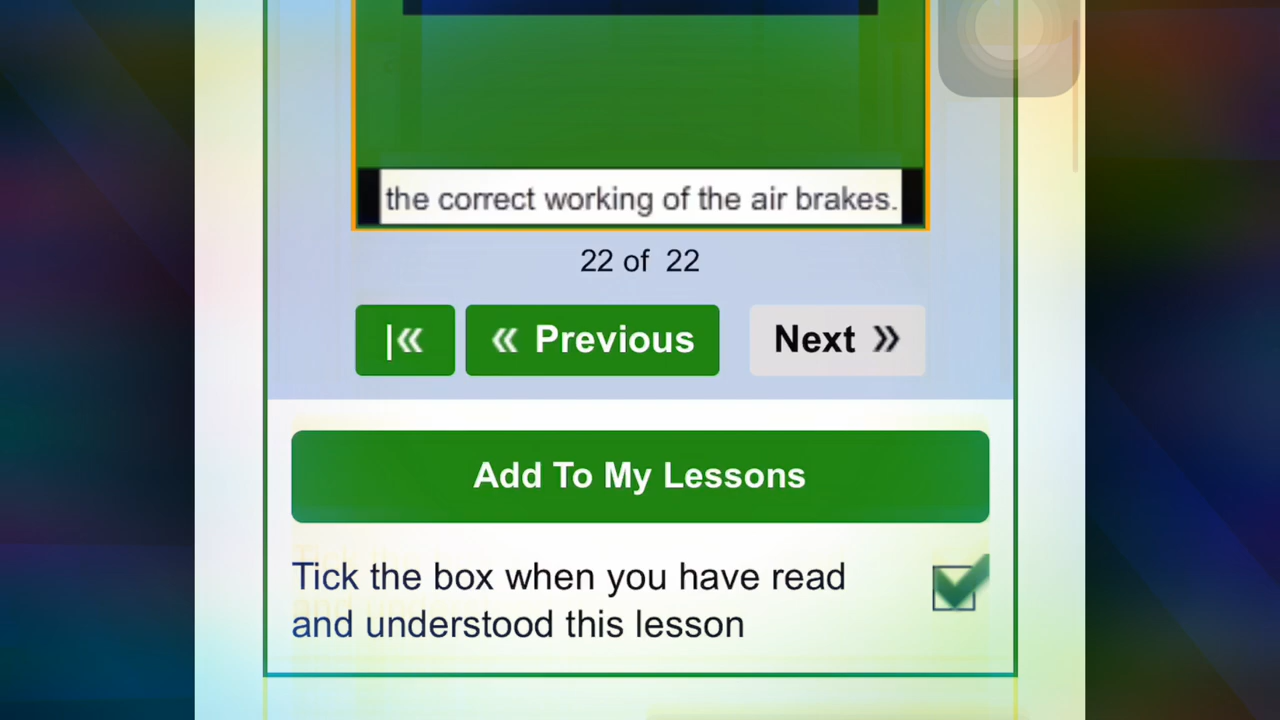 the correct working of the air brakes.
22 of 22
|« « Previous Next »
Add To My Lessons
Tick the box when you have read
and understood this lesson